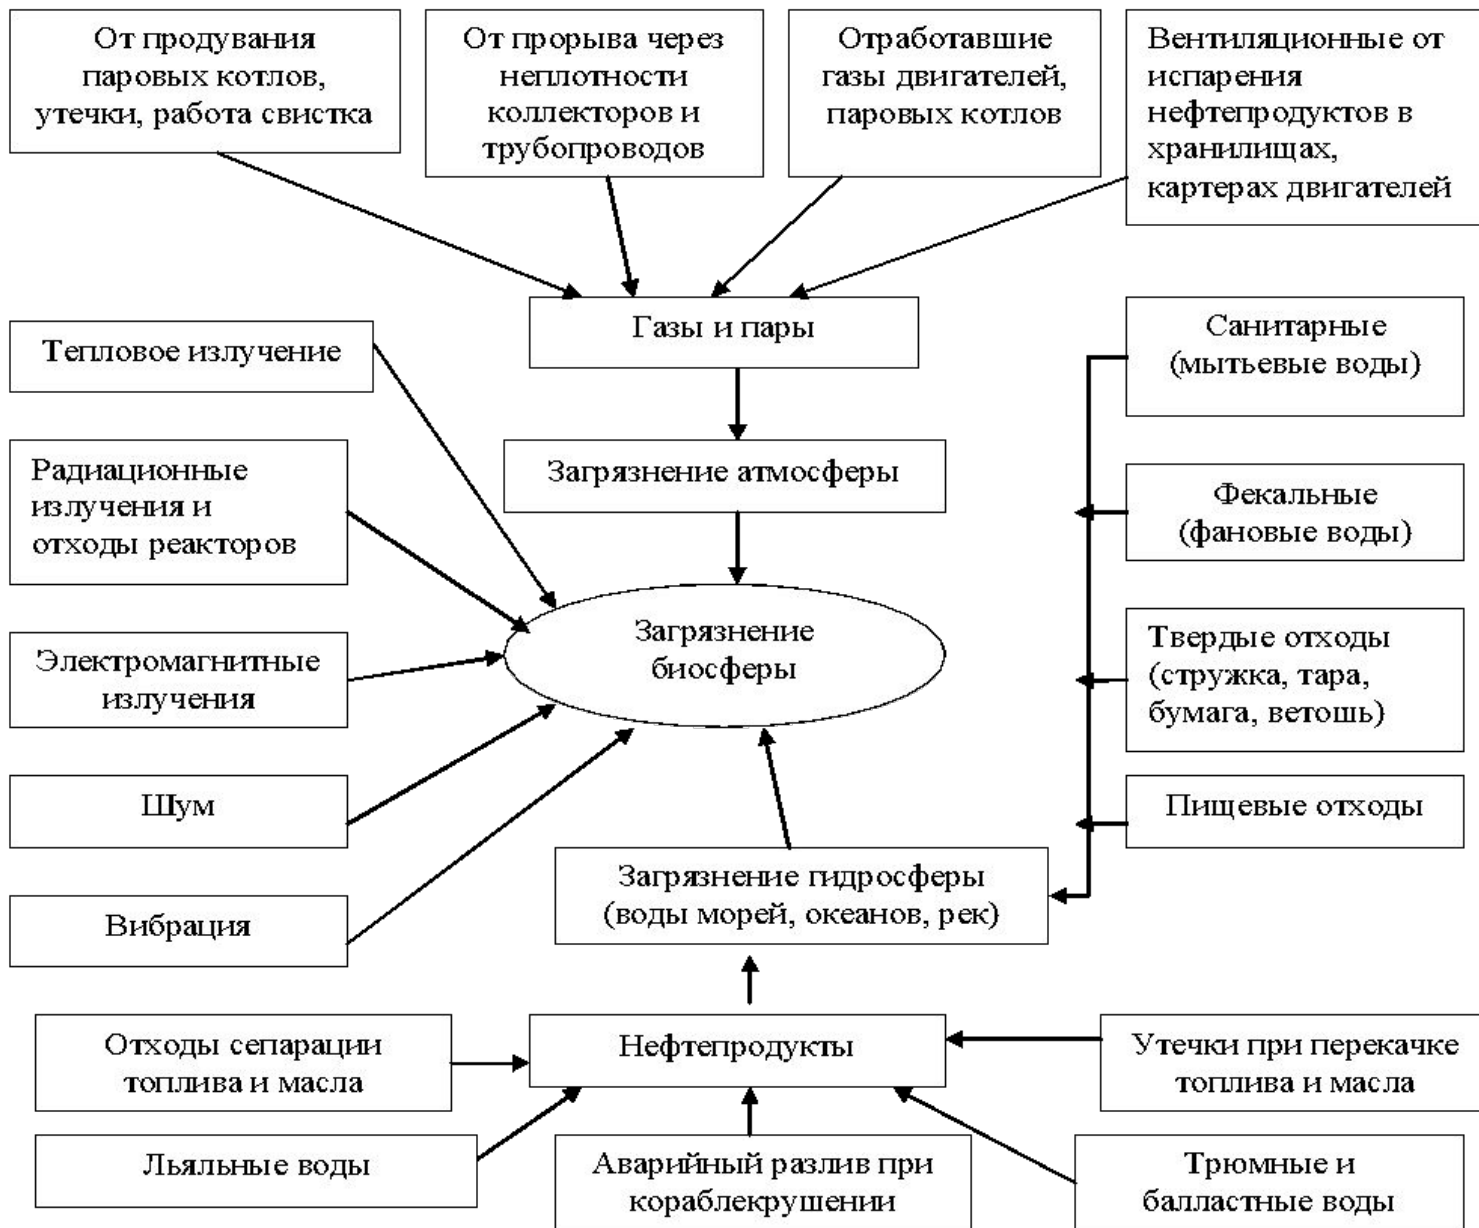 От продувания
паровых котлов,
утечки, работа свистка
От прорыва через
неплотности
коллекторов и
трубопроводов
Отработавшие
газы двигателей,
паровых котлов
Вентиляционные от
испарения
нефтепродуктов в
хранилищах,
картерах двигателей
Газы и пары
Тепловое излучение
Санитарные
(мытьевые воды)
Радиационные
излучения и
отходы реакторов
Загрязнение атмосферы
Фекальные
(фановые воды)
Электромагнитные
излучения
Загрязнение
биосферы
Твердые отходы
(стружка, тара,
бумага, ветошь)
Шум
Пищевые отходы
Вибрация
Загрязнение гидросферы
(воды морей, океанов, рек)
Отходы сепарации
топлива и масла
Нефтепродукты
Утечки при перекачке
топлива и масла
Льяльные воды
Аварийный разлив при
кораблекрушении
Трюмные и
балластные воды